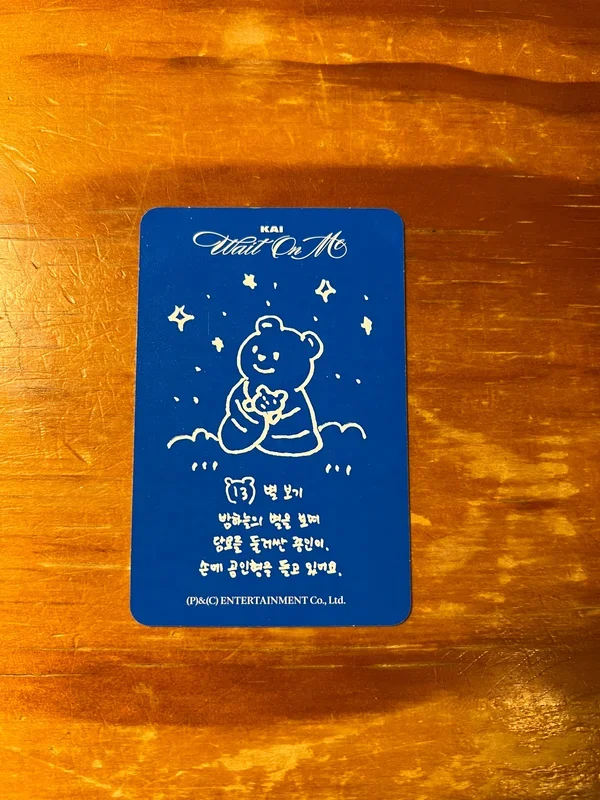 KAI
Wait On Me
13 별 보기
밤하늘의 별을 보며
담요를 둘러싼 종인이.
손에 곰인형을 들고 있어요.
(P)&(C) ENTERTAINMENT Co., Ltd.